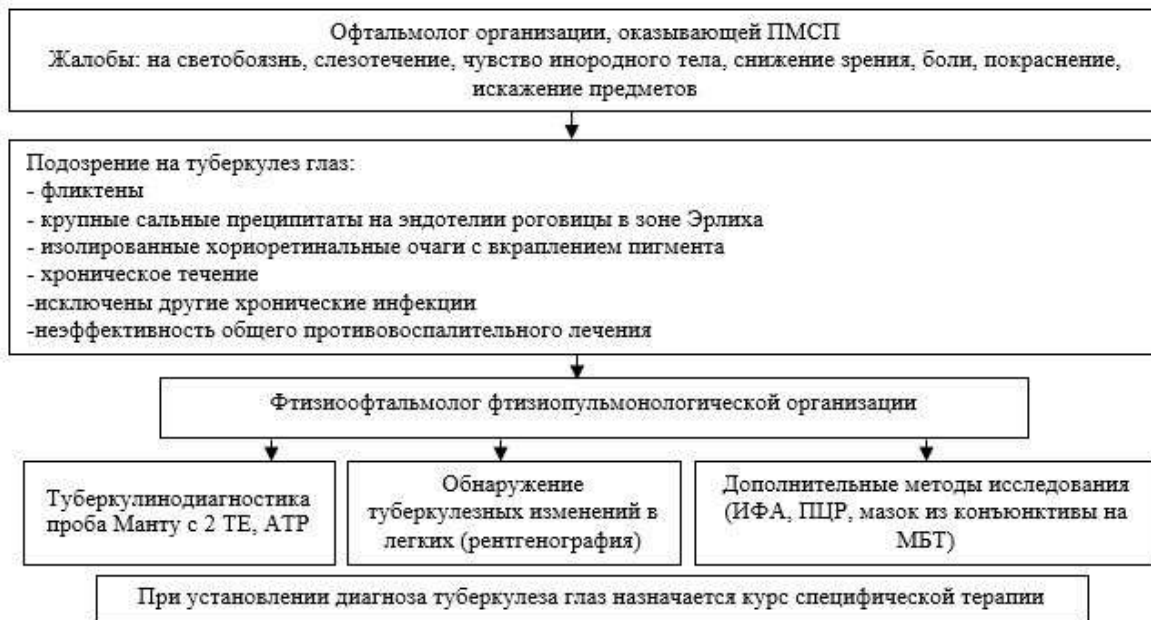 Офтальмолог организации, оказывающей ПМСП
Жалобы: на светобоязнь, слезотечение, чувство инородного тела, снижение зрения, боли, покраснение,
искажение предметов
Подозрение на туберкулез глаз:
- фликтены
- крупные сальные преципитаты на эндотелии роговицы в зоне Эрлиха
- изолированные хориоретинальные очаги с вкраплением пигмента
- хроническое течение
-исключены другие хронические инфекции
-неэффективность общего противовоспалительного лечения
Фтизиоофтальмолог фтизиопульмонологической организации
Туберкулинодиагностика
проба Манту с 2 ТЕ, АТР
Обнаружение
туберкулезных изменений в
легких (рентгенография)
Дополнительные методы исследования
(ИФА, ПЦР, мазок из конъюнктивы на
МБТ)
При установлении диагноза туберкулеза глаз назначается курс специфической терапии